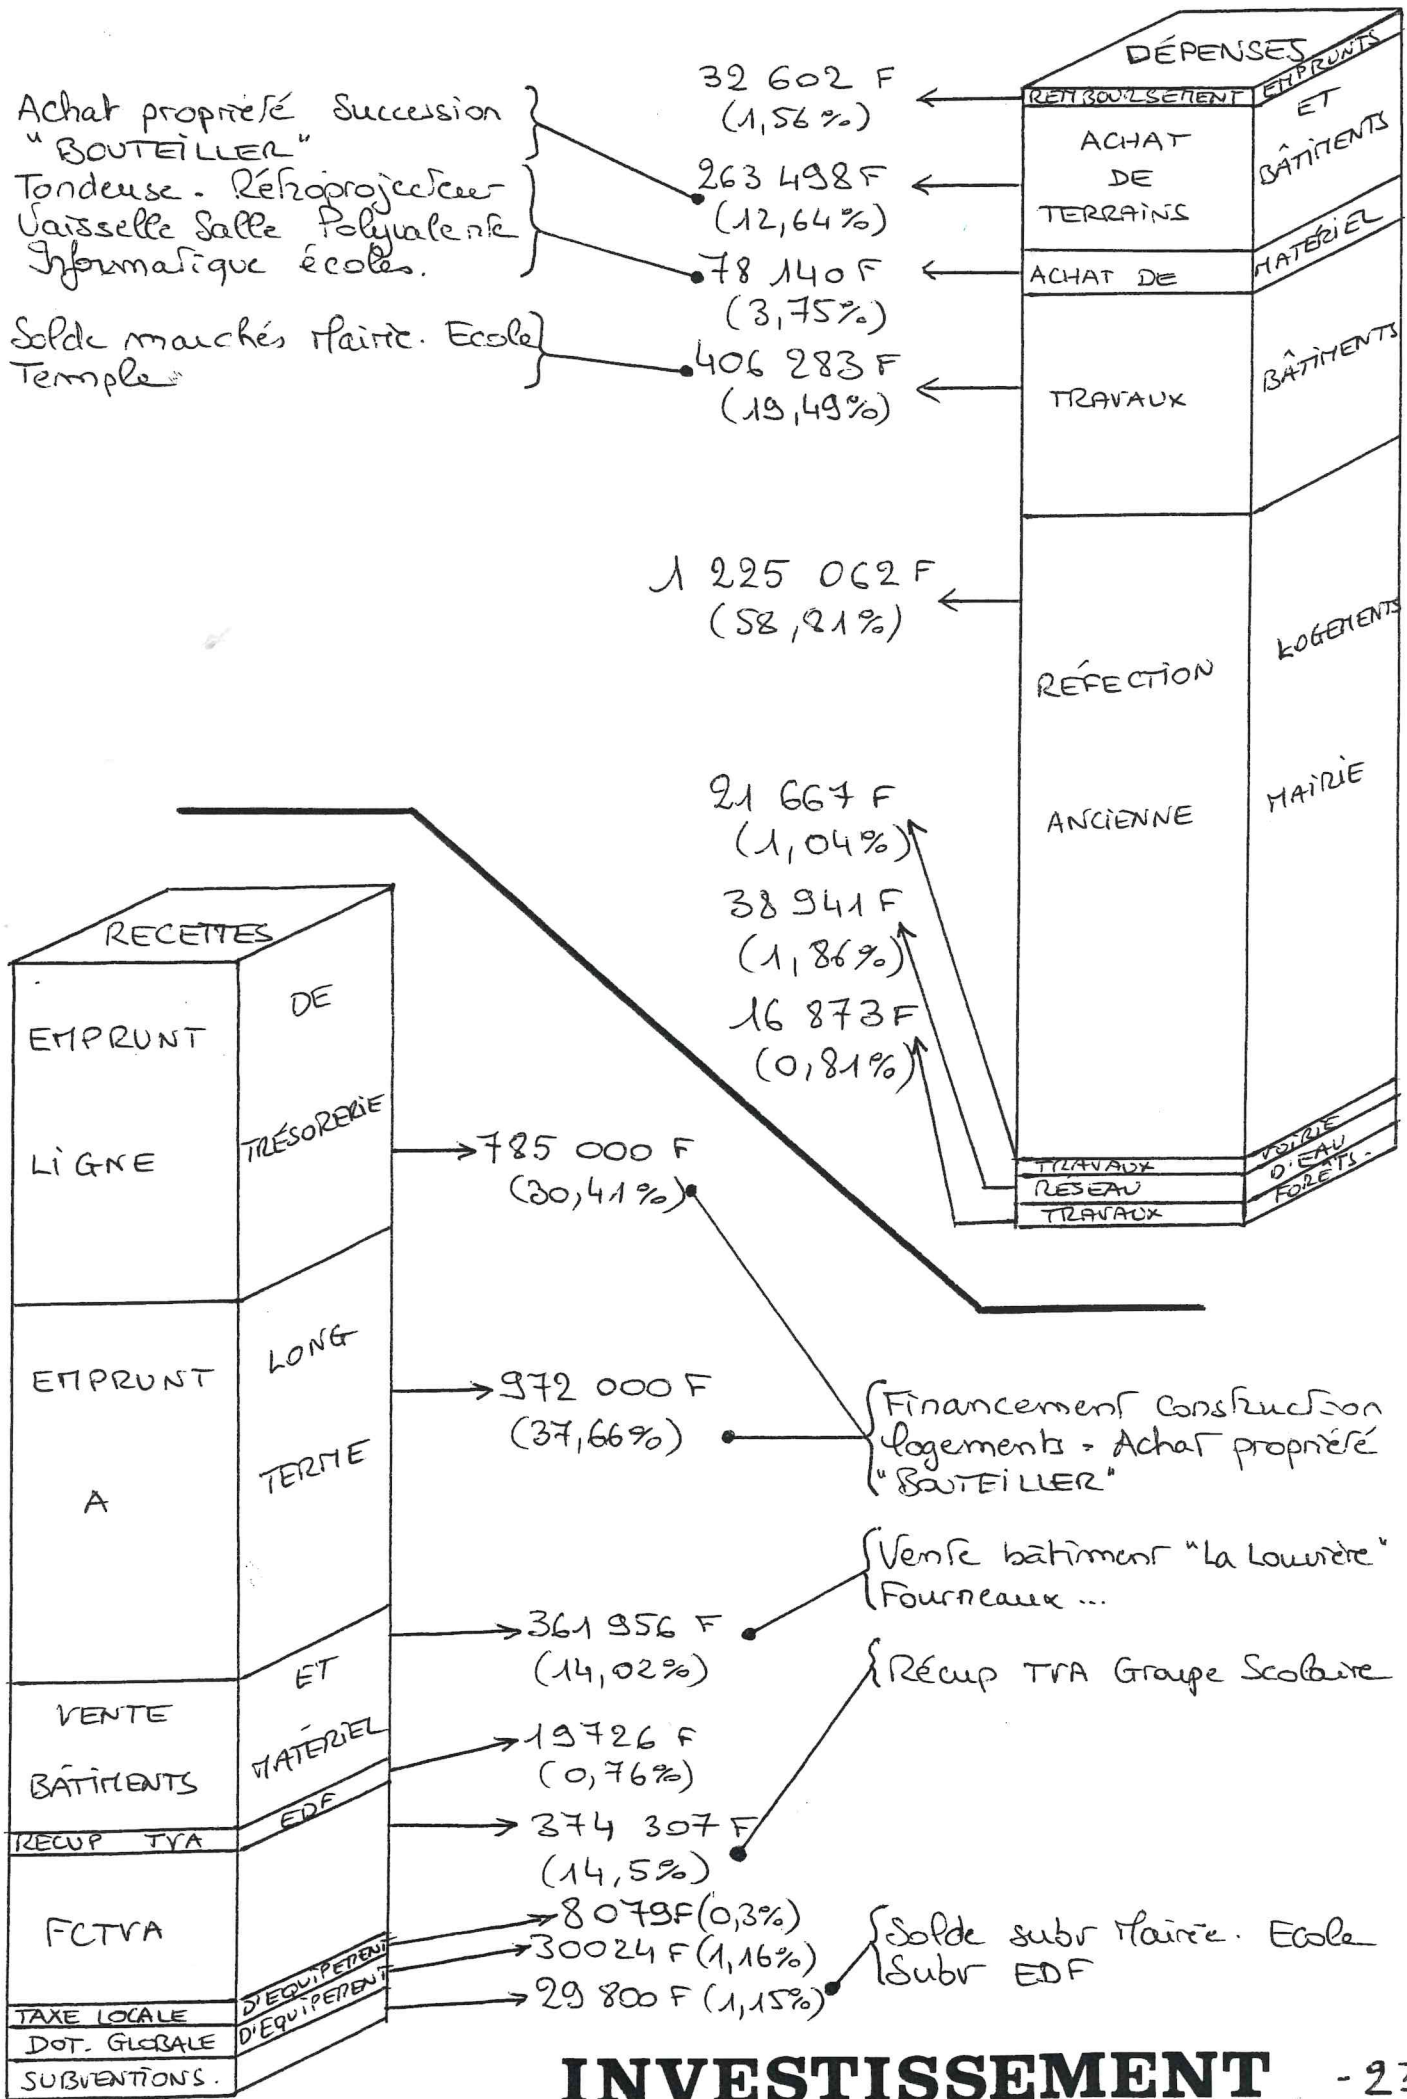 DÉPENSES
32 602 F
(1,56%)
REMBOURSEMENT EMPRUNTS
Achat propriété Succession
"BOUTEILLER"
263 498 F
(12,64%)
ACHAT
DE
TERRAINS
ET
BÂTIMENTS
Tondeuse - Rétroprojecteur
Vaisselle Salle Polyvalente
Informatique écoles.
78 140 F
(3,75%)
ACHAT DE MATÉRIEL
Solde marchés Mairie. Ecole
Temple
406 283 F
(19,49%)
TRAVAUX
BÂTIMENTS
1 225 062 F
(58,81%)
RÉFECTION
LOGEMENTS
ANCIENNE
MAIRIE
21 667 F
(1,04%)
38 941 F
(1,86%)
16 873 F
(0,81%)
TRAVAUX VOIRIE
RÉSEAU D'EAU
TRAVAUX FORÊTS.
RECETTES
EMPRUNT
DE
LIGNE
TRÉSORERIE
785 000 F
(30,41%)
EMPRUNT
LONG
A
TERME
972 000 F
(37,66%)
Financement Construction
logements - Achat propriété
"BOUTEILLER"
VENTE
ET
BÂTIMENTS
MATÉRIEL
361 956 F
(14,02%)
Vente bâtiment "La Louvière"
Fourneaux ...
RECUP TVA EDF
19726 F
(0,76%)
FCTVA
374 307 F
(14,5%)
Récup TVA Groupe Scolaire
TAXE LOCALE D'EQUIPEMENT
8 079F (0,3%)
DOT. GLOBALE D'EQUIPEMENT
30024 F (1,16%)
SUBVENTIONS.
29 800 F (1,15%)
Solde subv Mairie. Ecole
Subv EDF
INVESTISSEMENT